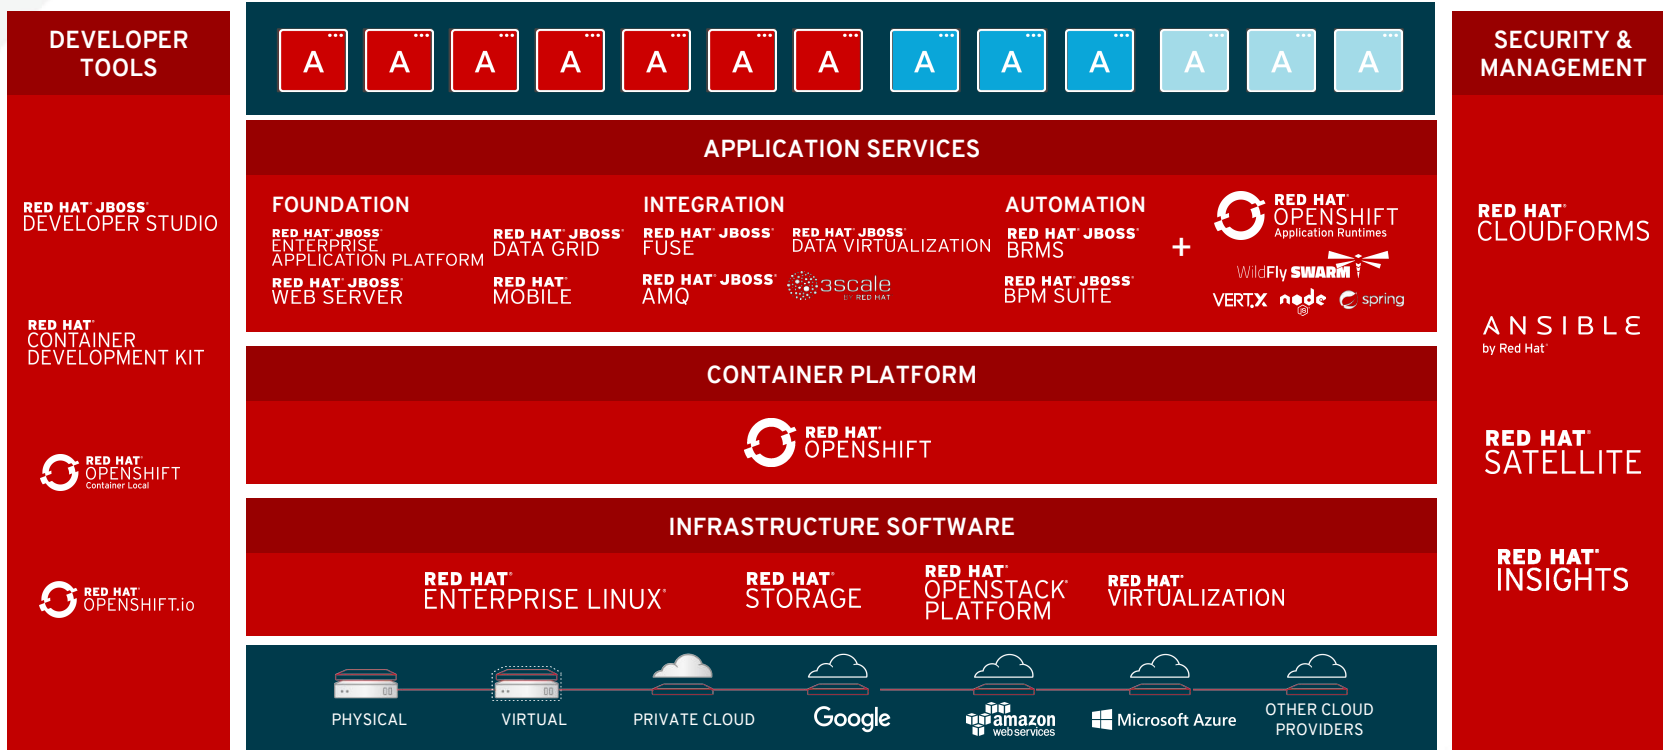 DEVELOPER
TOOLS
RED HAT® JBOSS®
DEVELOPER STUDIO
RED HAT®
CONTAINER
DEVELOPMENT KIT
RED HAT®
OPENSHIFT
Container Local
RED HAT®
OPENSHIFT.io
A A A A A A A A A A A A A
APPLICATION SERVICES
FOUNDATION
RED HAT® JBOSS®
ENTERPRISE
APPLICATION PLATFORM
RED HAT® JBOSS®
DATA GRID
RED HAT® JBOSS®
WEB SERVER
RED HAT®
MOBILE
INTEGRATION
RED HAT® JBOSS®
FUSE
RED HAT® JBOSS®
DATA VIRTUALIZATION
RED HAT® JBOSS®
AMQ
3scale
BY RED HAT
AUTOMATION
RED HAT® JBOSS®
BRMS
RED HAT® JBOSS®
BPM SUITE
+
RED HAT®
OPENSHIFT
Application Runtimes
WildFly SWARM
VERT.X
node
JS
spring
CONTAINER PLATFORM
RED HAT®
OPENSHIFT
INFRASTRUCTURE SOFTWARE
RED HAT®
ENTERPRISE LINUX®
RED HAT®
STORAGE
RED HAT®
OPENSTACK®
PLATFORM
RED HAT®
VIRTUALIZATION
PHYSICAL
VIRTUAL
PRIVATE CLOUD
Google
amazon
web services
Microsoft Azure
OTHER CLOUD
PROVIDERS
SECURITY &
MANAGEMENT
RED HAT®
CLOUDFORMS
ANSIBLE
by Red Hat®
RED HAT®
SATELLITE
RED HAT®
INSIGHTS